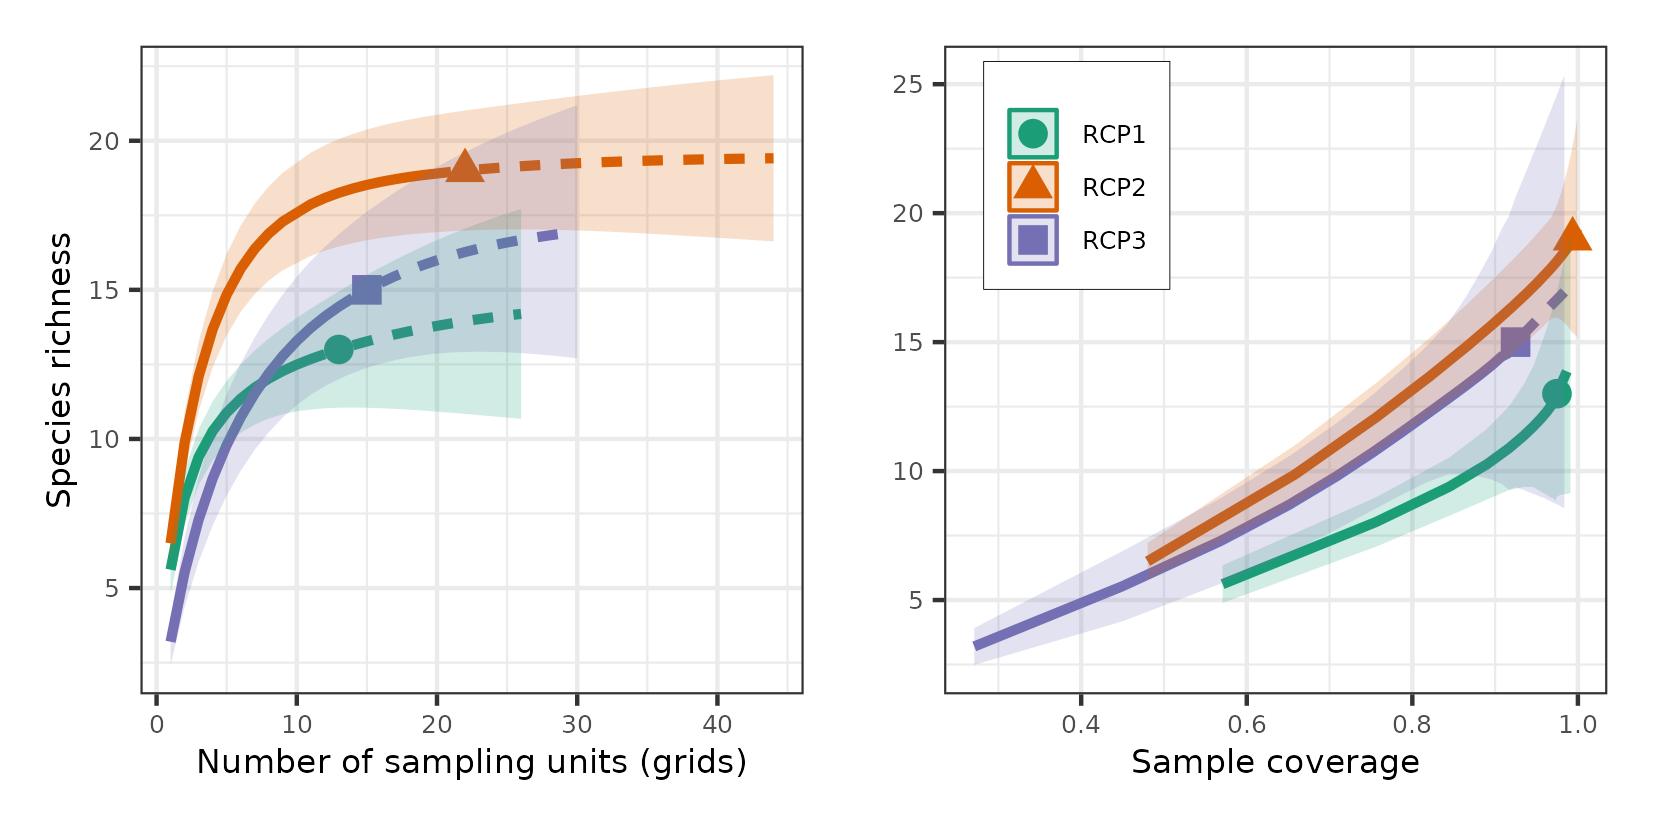 Species richness
20
15
10
5
0 10 20 30 40
Number of sampling units (grids)
25
20
15
10
5
RCP1
RCP2
RCP3
0.4 0.6 0.8 1.0
Sample coverage